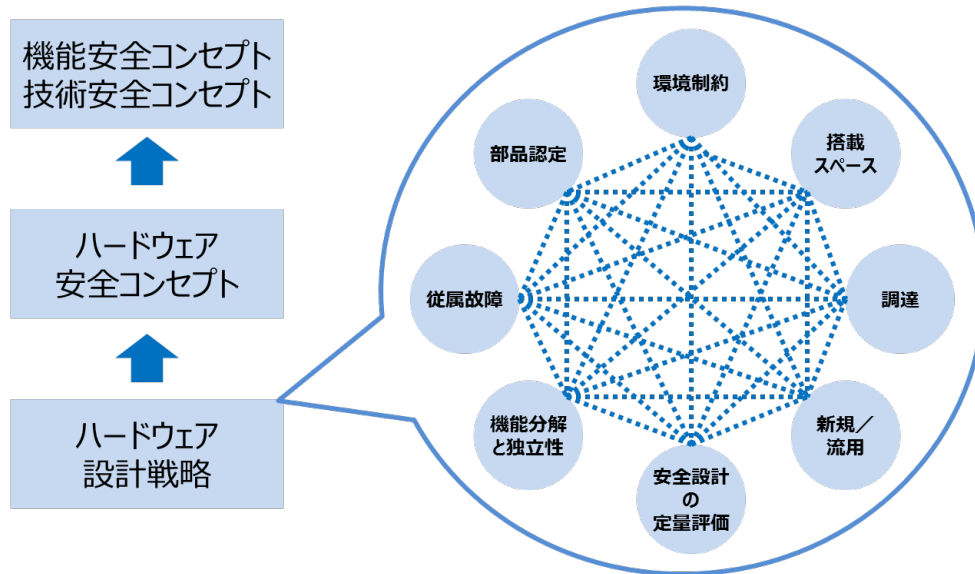 機能安全コンセプト
技術安全コンセプト
ハードウェア
安全コンセプト
ハードウェア
設計戦略
環境制約
搭載
スペース
調達
新規／
流用
安全設計
の
定量評価
機能分解
と独立性
従属故障
部品認定